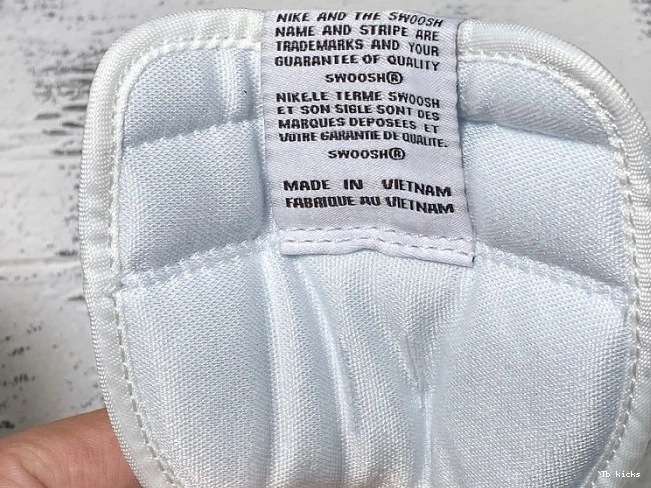 NIKE AND THE SWOOSH
NAME AND STRIPE ARE
TRADEMARKS AND YOUR
GUARANTEE OF QUALITY
SWOOSH®
NIKE.LE TERME SWOOSH
ET SON SIGLE SONT DES
MARQUES DEPOSEES ET
VOTRE GARANTIE DE QUALITE.
SWOOSH®
MADE IN VIETNAM
FABRIQUE AU VIETNAM
Tb kicks